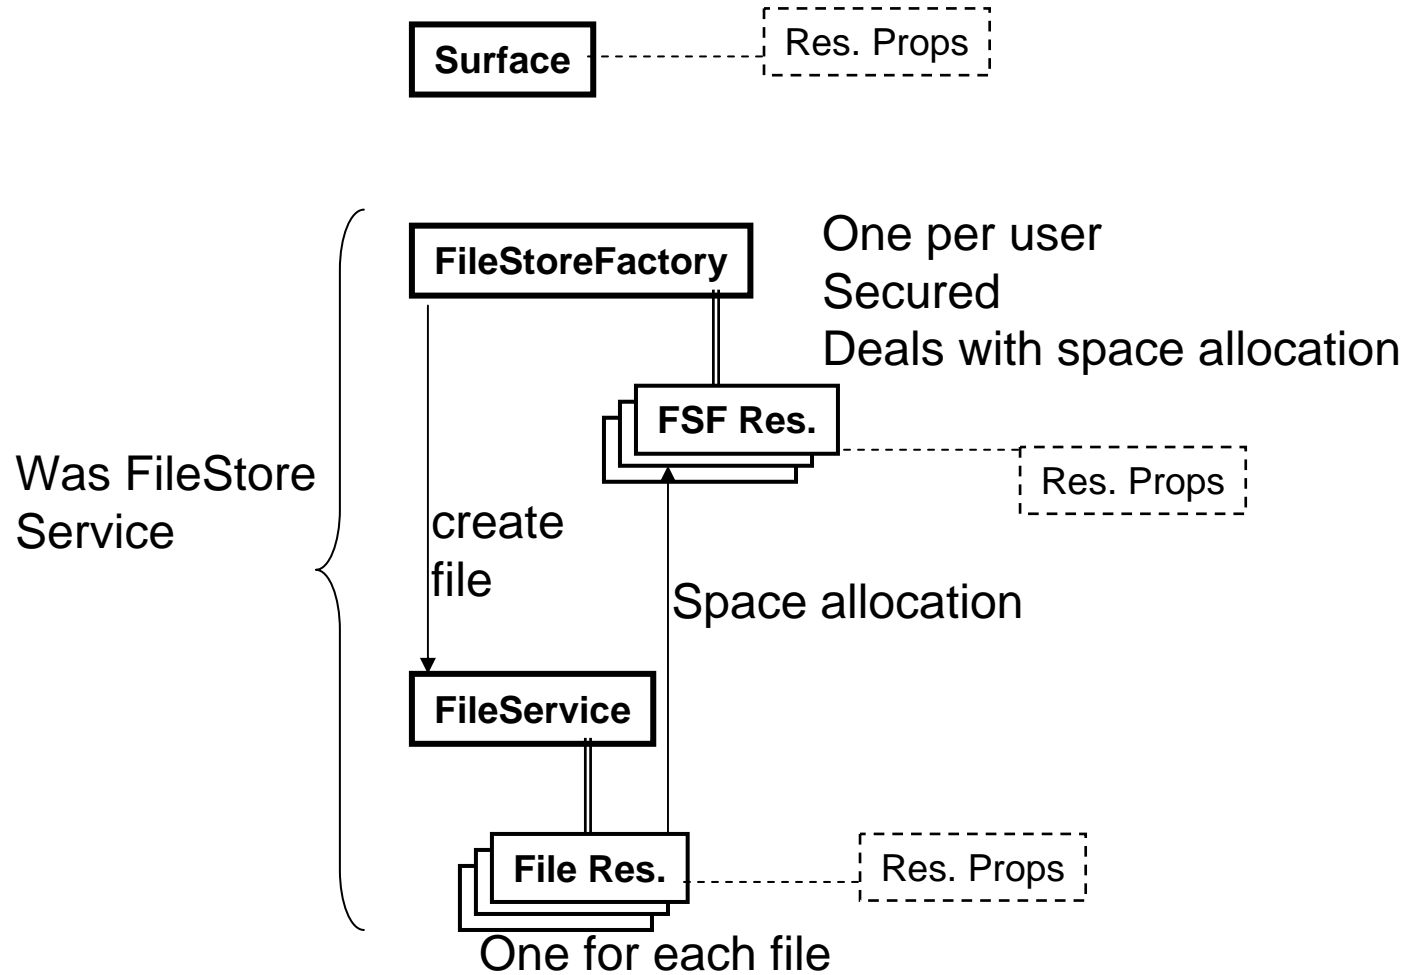 Surface
Res. Props
FileStoreFactory
One per user
Secured
Deals with space allocation
FSF Res.
Res. Props
Was FileStore
Service
create
file
Space allocation
FileService
File Res.
Res. Props
One for each file